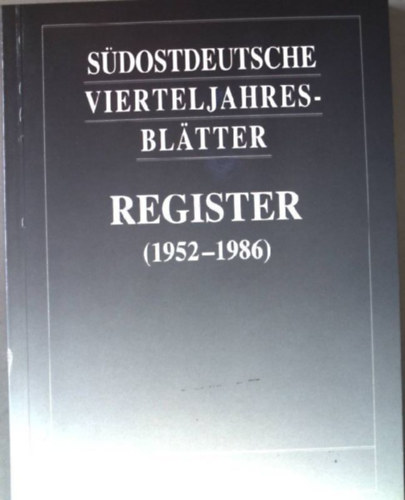 SÜDOSTDEUTSCHE
VIERTELJAHRES-
BLÄTTER
REGISTER
(1952–1986)